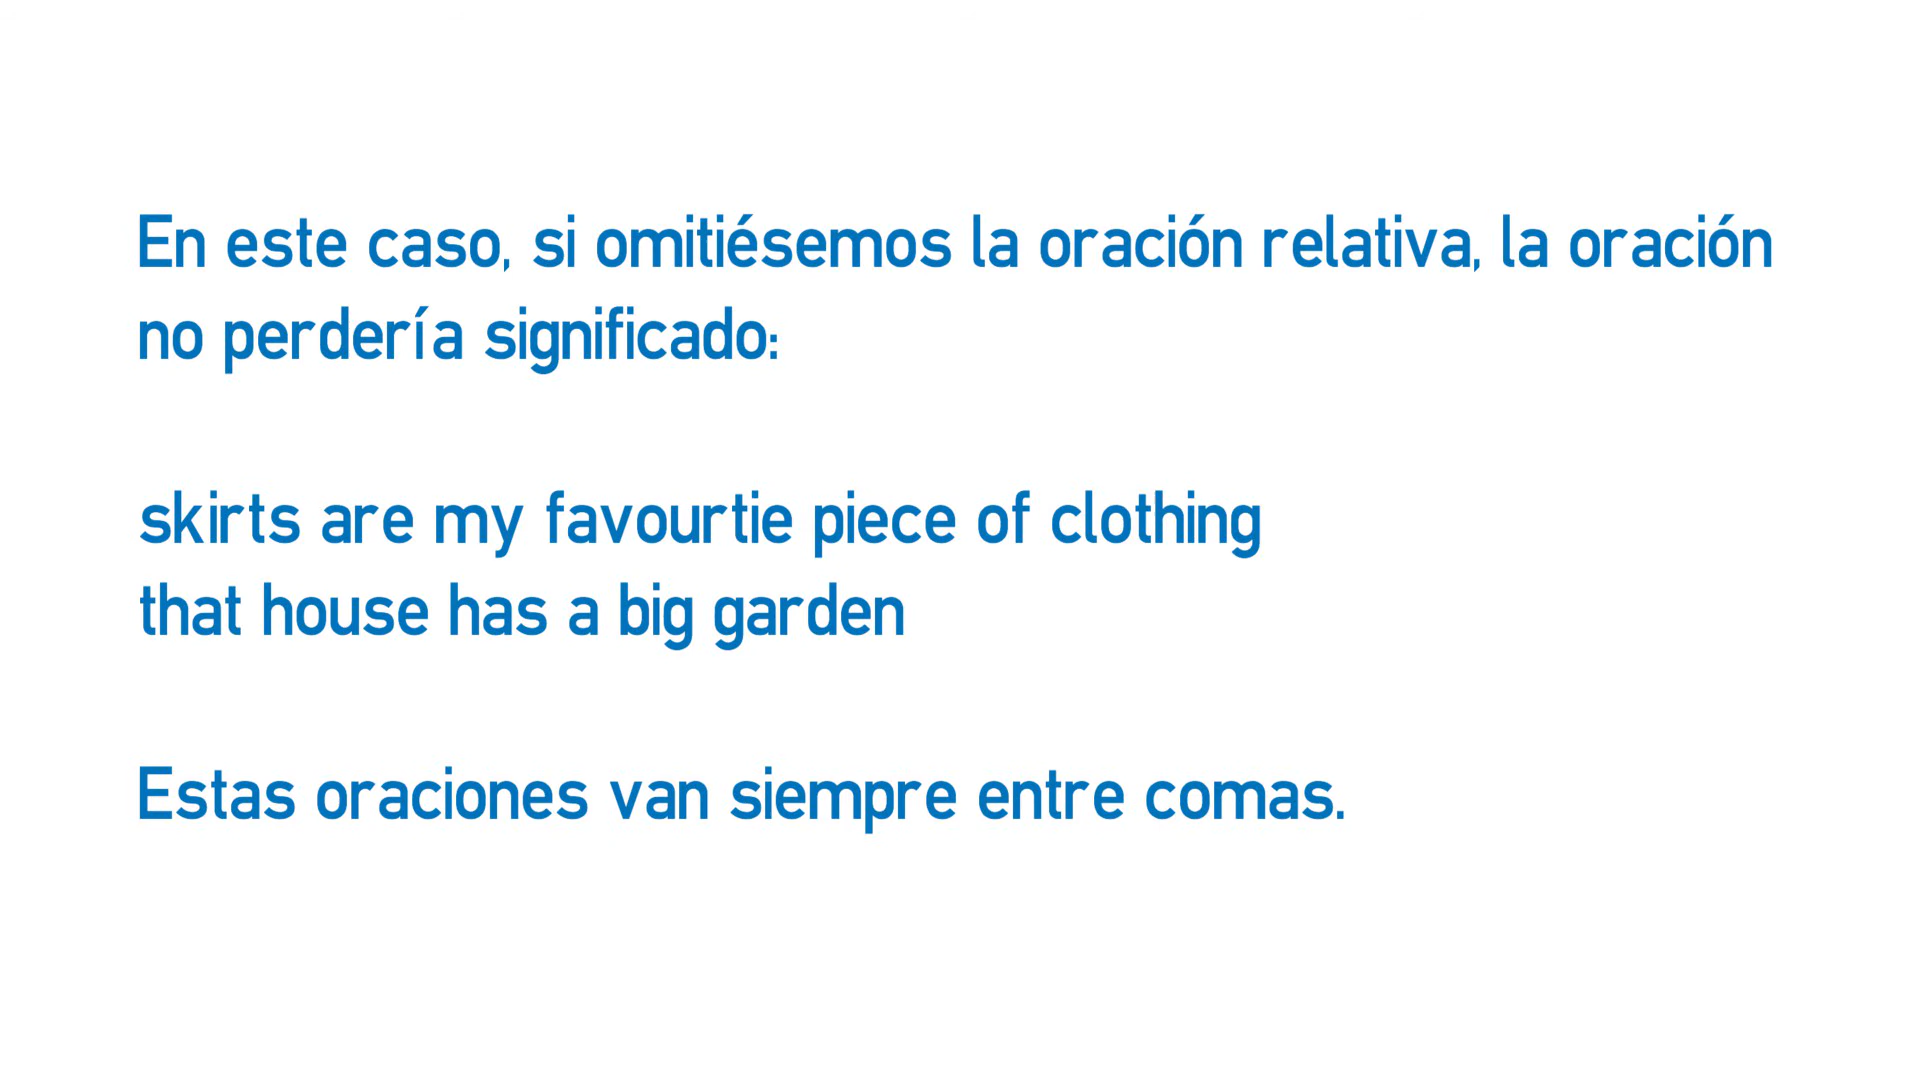 En este caso, si omitiésemos la oración relativa, la oración
no perdería significado:
skirts are my favourtie piece of clothing
that house has a big garden
Estas oraciones van siempre entre comas.